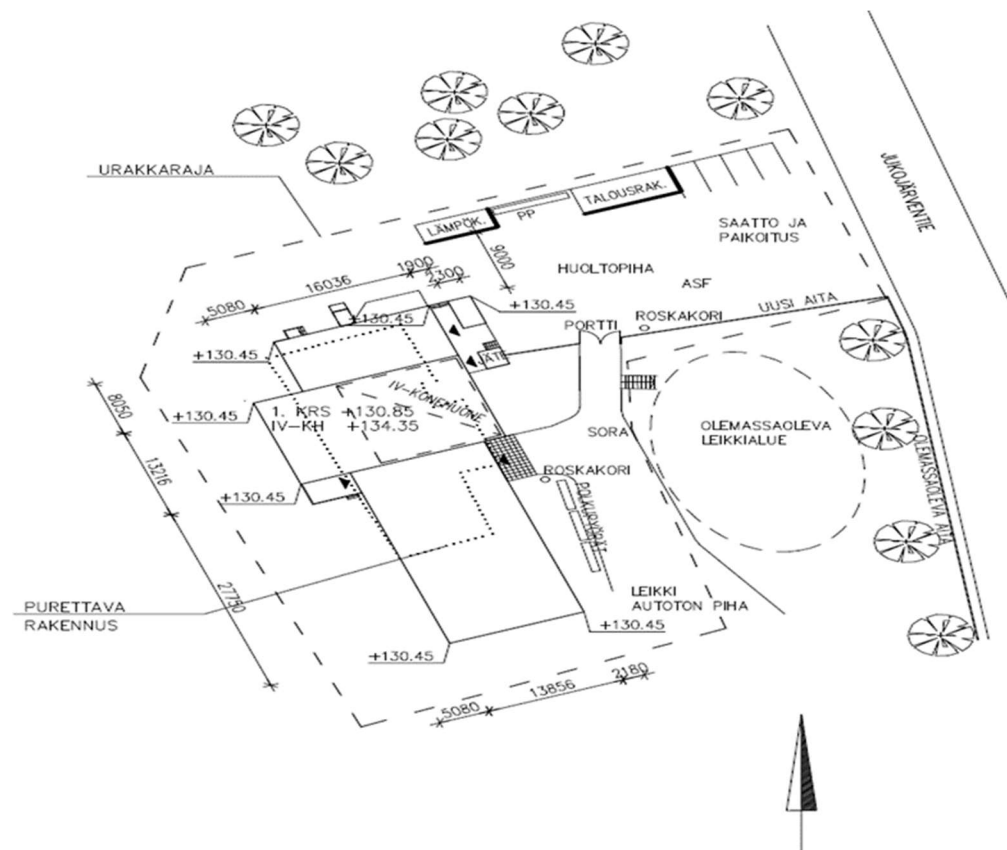 URAKKARAJA
JUKOJÄRVENTIE
LÄMPÖK.
PP
TALOUSRAK.
SAATTO JA
PAIKOITUS
9000
HUOLTOPIHA
ASF
1900
16036
2300
5080
+130.45
+130.45
UUSI AITA
ROSKAKORI
PORTTI
JÄTE
+130.45
IV-KONEHUONE
+130.45
1. KRS +130.85
IV-KH +134.35
8050
13216
27750
OLEMASSAOLEVA
LEIKKIALUE
SORA
OLEMASSAOLEVA AITA
ROSKAKORI
+130.45
POLKUPYÖRÄT
PURETTAVA
RAKENNUS
LEIKKI
AUTOTON PIHA
+130.45
+130.45
2180
13856
5080